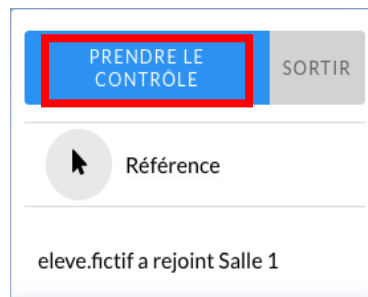 PRENDRE LE
CONTRÔLE
SORTIR
Référence
eleve.fictif a rejoint Salle 1